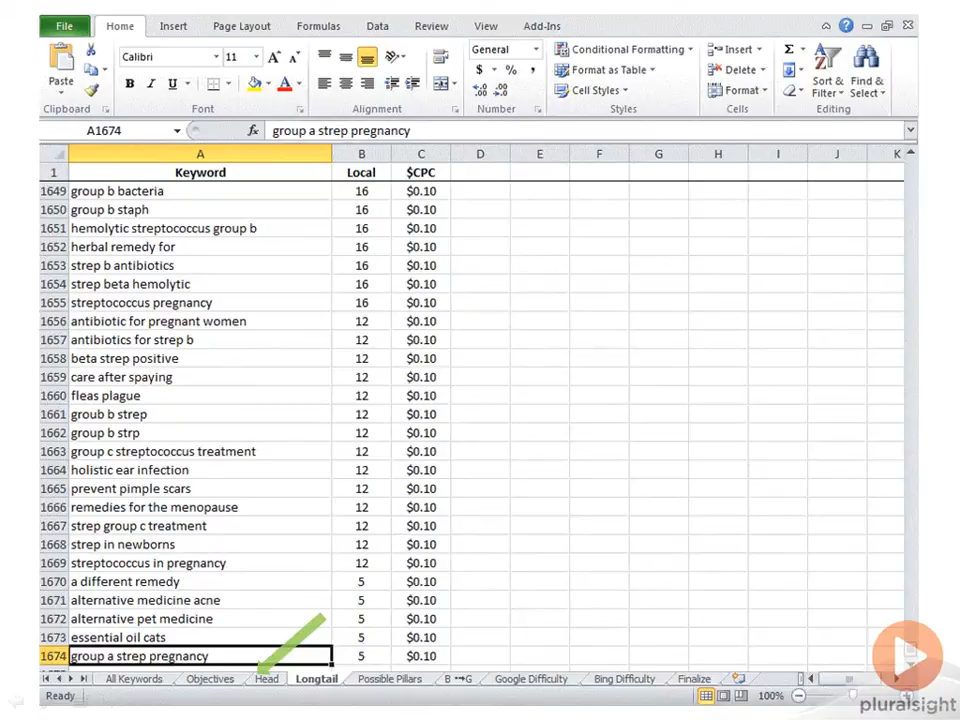 File Home Insert Page Layout Formulas Data Review View Add-Ins
Calibri 11 General Conditional Formatting Insert Σ
Paste Format as Table Delete Sort & Find &
B I U A $ % , Cell Styles Format Filter Select
Clipboard Font Alignment Number Styles Cells Editing
A1674 fx group a strep pregnancy
A B C D E F G H I J K
1 Keyword Local $CPC
1649 group b bacteria 16 $0.10
1650 group b staph 16 $0.10
1651 hemolytic streptococcus group b 16 $0.10
1652 herbal remedy for 16 $0.10
1653 strep b antibiotics 16 $0.10
1654 strep beta hemolytic 16 $0.10
1655 streptococcus pregnancy 16 $0.10
1656 antibiotic for pregnant women 12 $0.10
1657 antibiotics for strep b 12 $0.10
1658 beta strep positive 12 $0.10
1659 care after spaying 12 $0.10
1660 fleas plague 12 $0.10
1661 groub b strep 12 $0.10
1662 group b strp 12 $0.10
1663 group c streptococcus treatment 12 $0.10
1664 holistic ear infection 12 $0.10
1665 prevent pimple scars 12 $0.10
1666 remedies for the menopause 12 $0.10
1667 strep group c treatment 12 $0.10
1668 strep in newborns 12 $0.10
1669 streptococcus in pregnancy 12 $0.10
1670 a different remedy 5 $0.10
1671 alternative medicine acne 5 $0.10
1672 alternative pet medicine 5 $0.10
1673 essential oil cats 5 $0.10
1674 group a strep pregnancy 5 $0.10
All Keywords Objectives Head Longtail Possible Pillars B→G Google Difficulty Bing Difficulty Finalize
Ready 100%
pluralsight